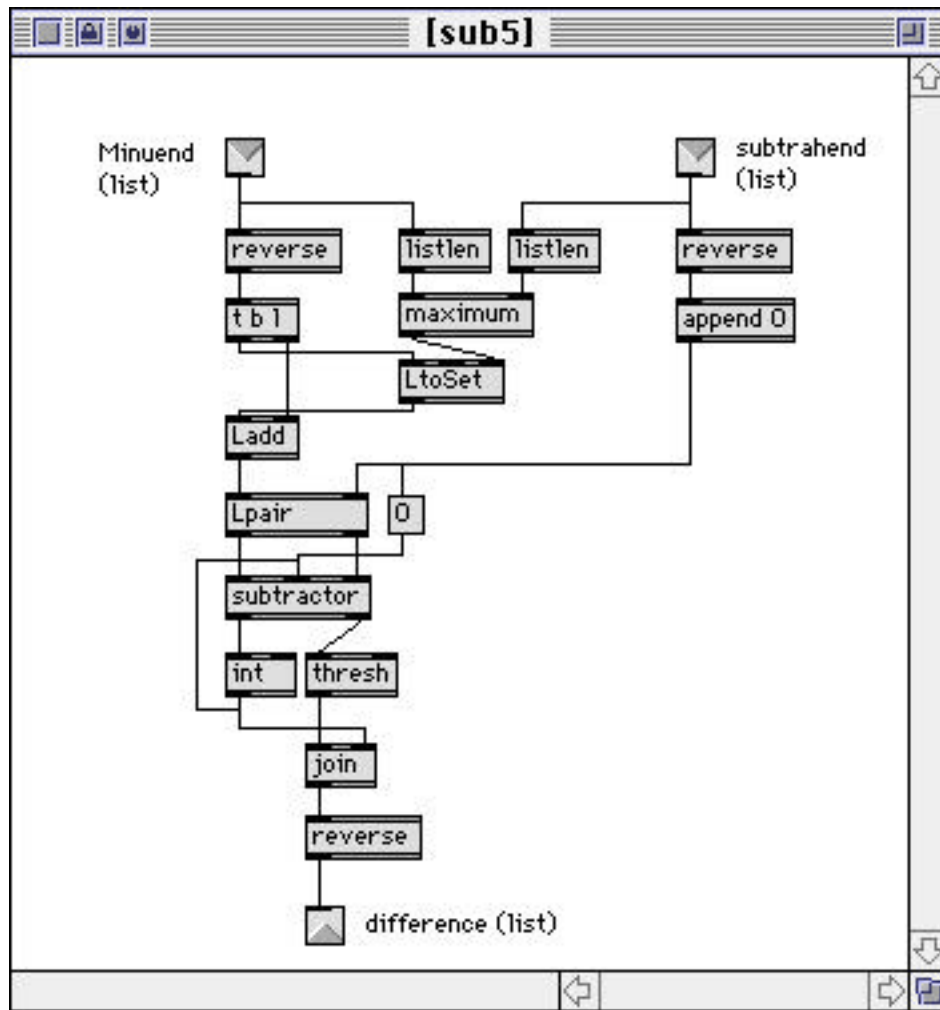 [sub5]
Minuend
(list)
subtrahend
(list)
reverse
listlen
listlen
reverse
t b l
maximum
append 0
LtoSet
Ladd
Lpair
0
subtractor
int
thresh
join
reverse
difference (list)